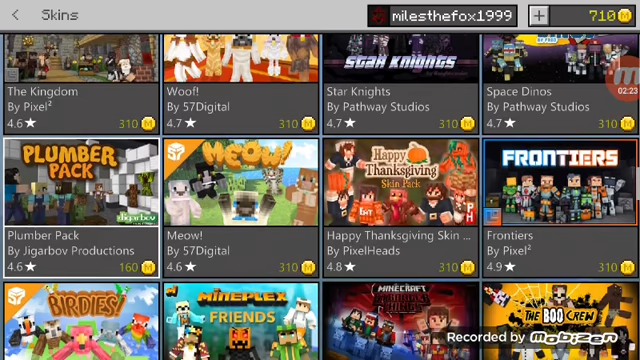 Skins
milesthefox1999
+
710
The Kingdom
By Pixel²
4.6★ 310
Woof!
By 57Digital
4.7★ 310
STAR KNIGHTS
Star Knights
By Pathway Studios
4.7★ 310
Space Dinos
By Pathway Studios
4.7★ 310
02:23
PLUMBER PACK
Jigarbov
Plumber Pack
By Jigarbov Productions
4.6★ 160
MEOW!
Meow!
By 57Digital
4.6★ 310
Happy Thanksgiving Skin Pack
PH
Happy Thanksgiving Skin ...
By PixelHeads
4.8★ 310
FRONTIERS
Frontiers
By Pixel²
4.9★ 310
BIRDIES!
MINEPLEX
FRIENDS
MINECRAFT
THE BOO CREW
Recorded by Mobizen